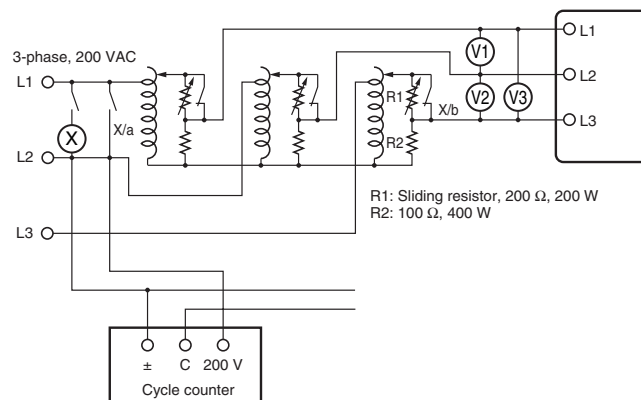 3-phase, 200 VAC
L1
X
X/a
L2
L3
R1
R2
X/b
V1
V2
V3
L1
L2
L3
R1: Sliding resistor, 200 Ω, 200 W
R2: 100 Ω, 400 W
± C 200 V
Cycle counter